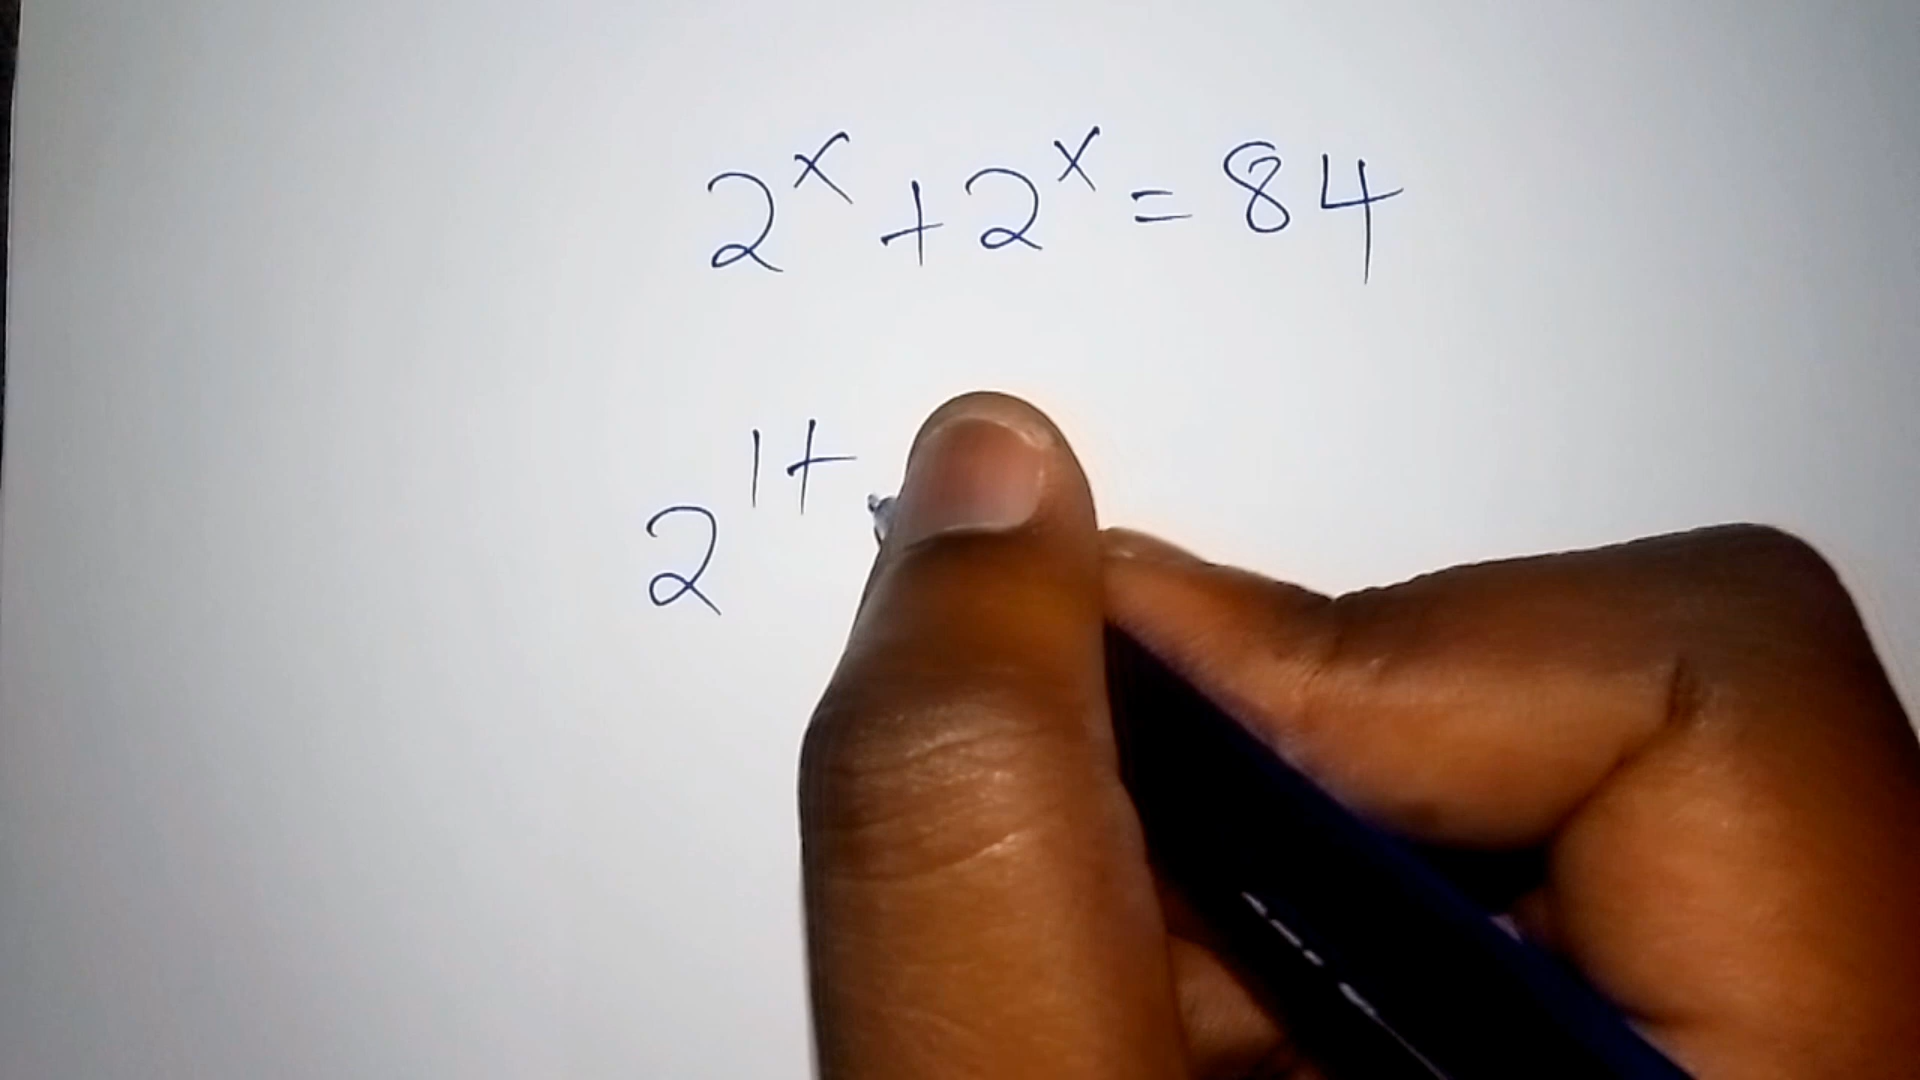 2^x + 2^x = 84
2^1+